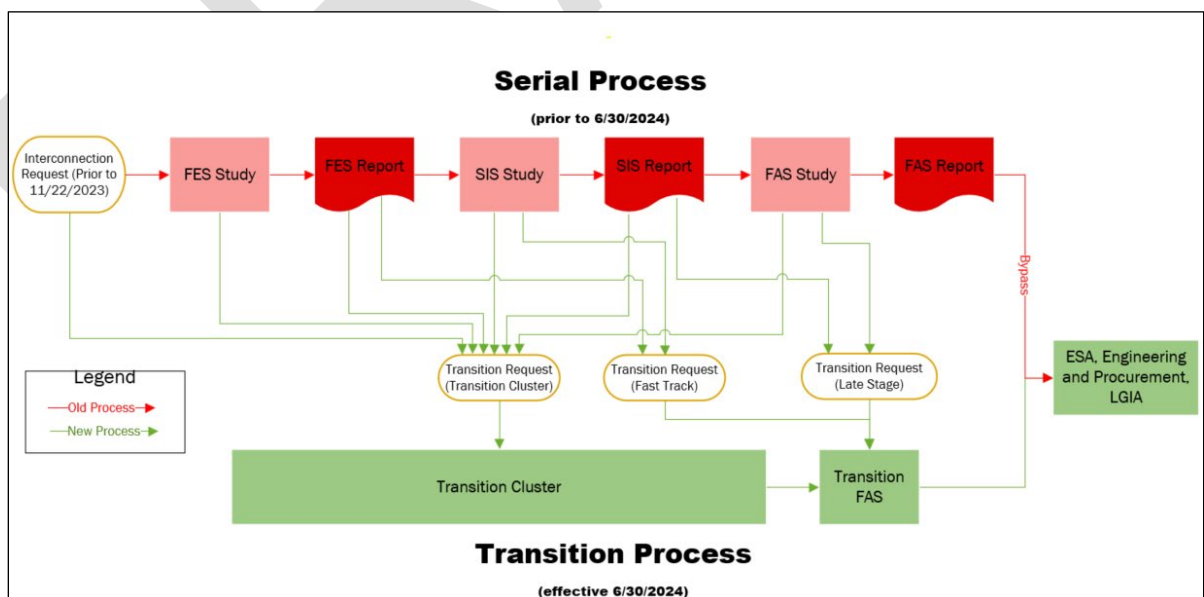 Serial Process
(prior to 6/30/2024)
Interconnection
Request (Prior to
11/22/2023)
FES Study
FES Report
SIS Study
SIS Report
FAS Study
FAS Report
Bypass
Transition Request
(Transition Cluster)
Transition Request
(Fast Track)
Transition Request
(Late Stage)
ESA, Engineering
and Procurement,
LGIA
Legend
Old Process
New Process
Transition Cluster
Transition
FAS
Transition Process
(effective 6/30/2024)